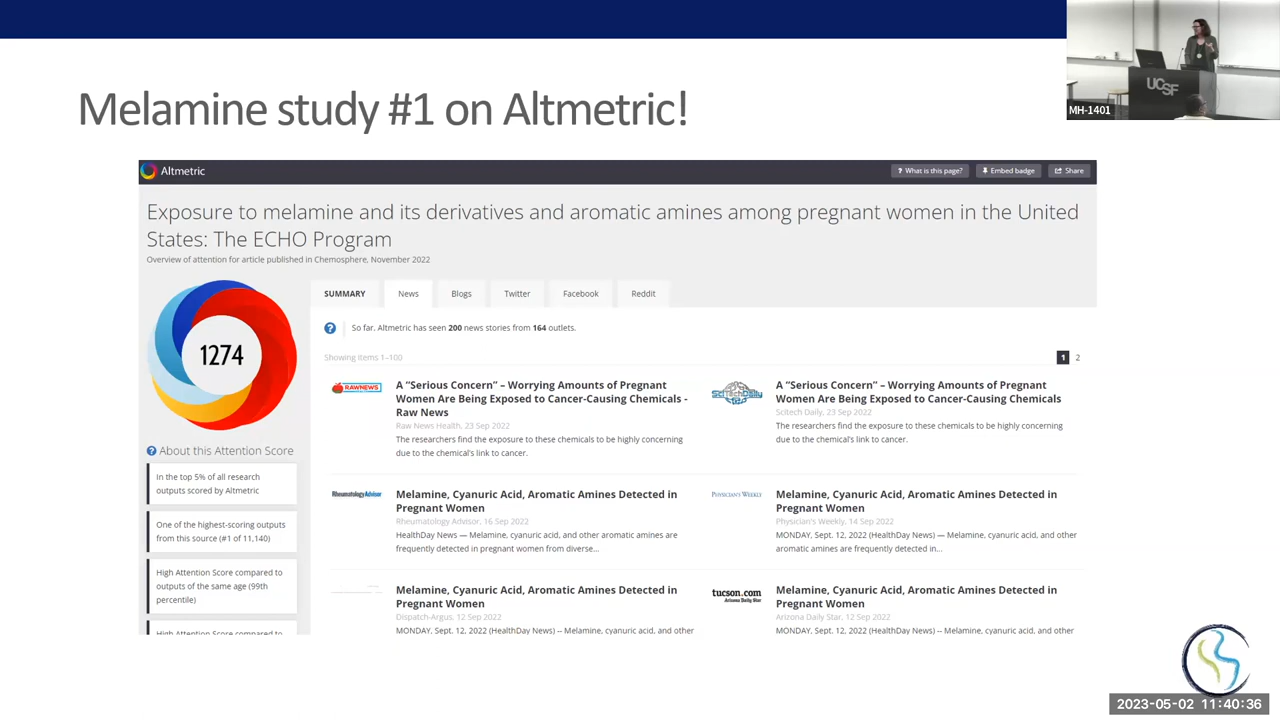 Melamine study #1 on Altmetric!
UCSF
MH-1401
Altmetric
? What is this page?
Embed badge
Share
Exposure to melamine and its derivatives and aromatic amines among pregnant women in the United
States: The ECHO Program
Overview of attention for article published in Chemosphere, November 2022
1274
SUMMARY
News
Blogs
Twitter
Facebook
Reddit
? So far, Altmetric has seen 200 news stories from 164 outlets.
Showing items 1–100
1 2
RAWNEWS
A “Serious Concern” – Worrying Amounts of Pregnant
Women Are Being Exposed to Cancer-Causing Chemicals -
Raw News
Raw News Health, 23 Sep 2022
The researchers find the exposure to these chemicals to be highly concerning
due to the chemical's link to cancer.
SciTechDaily
A “Serious Concern” – Worrying Amounts of Pregnant
Women Are Being Exposed to Cancer-Causing Chemicals
Scitech Daily, 23 Sep 2022
The researchers find the exposure to these chemicals to be highly concerning
due to the chemical's link to cancer.
? About this Attention Score
In the top 5% of all research
outputs scored by Altmetric
One of the highest-scoring outputs
from this source (#1 of 11,140)
High Attention Score compared to
outputs of the same age (99th
percentile)
High Attention Score compared to
Rheumatology Advisor
Melamine, Cyanuric Acid, Aromatic Amines Detected in
Pregnant Women
Rheumatology Advisor, 16 Sep 2022
HealthDay News — Melamine, cyanuric acid, and other aromatic amines are
frequently detected in pregnant women from diverse...
PHYSICIAN'S WEEKLY
Melamine, Cyanuric Acid, Aromatic Amines Detected in
Pregnant Women
Physician's Weekly, 14 Sep 2022
MONDAY, Sept. 12, 2022 (HealthDay News) — Melamine, cyanuric acid, and other
aromatic amines are frequently detected in...
Melamine, Cyanuric Acid, Aromatic Amines Detected in
Pregnant Women
Dispatch-Argus, 12 Sep 2022
MONDAY, Sept. 12, 2022 (HealthDay News) -- Melamine, cyanuric acid, and other
tucson.com
Arizona Daily Star
Melamine, Cyanuric Acid, Aromatic Amines Detected in
Pregnant Women
Arizona Daily Star, 12 Sep 2022
MONDAY, Sept. 12, 2022 (HealthDay News) -- Melamine, cyanuric acid, and other
2023-05-02 11:40:36